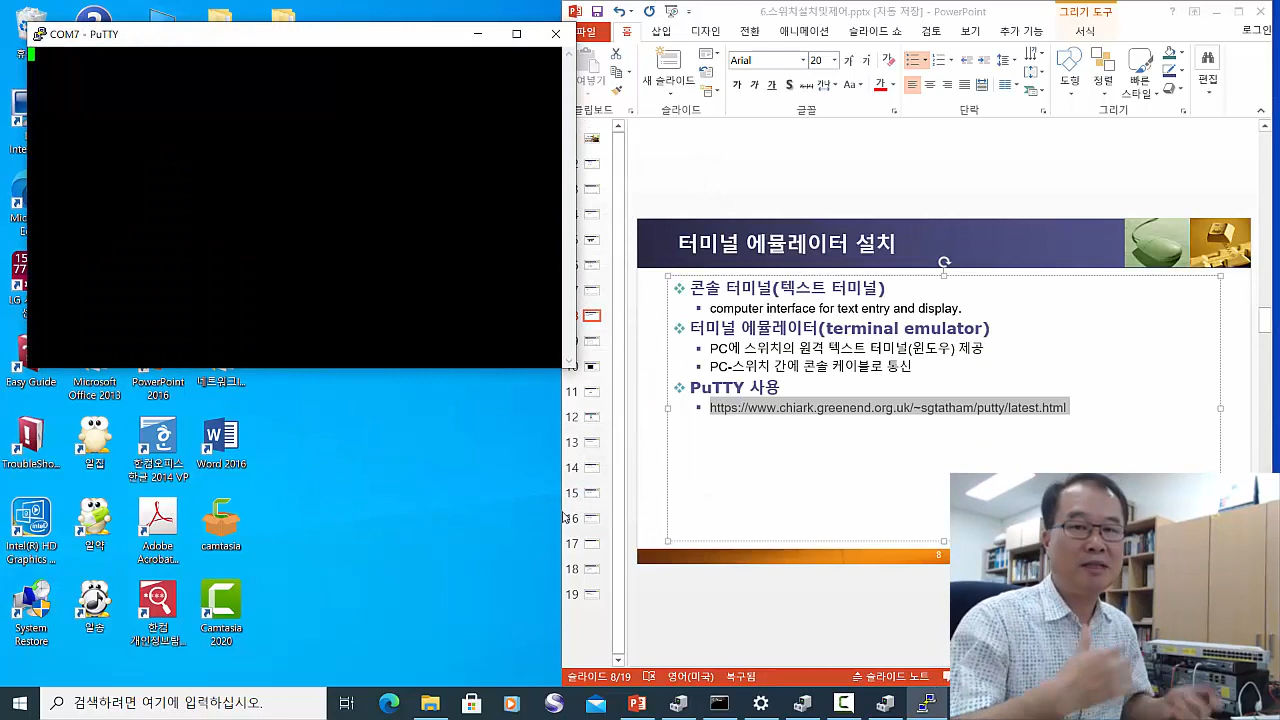 COM7 - PuTTY
6.스위치설치및제어.pptx [자동 저장] - PowerPoint
그리기 도구
로그인
파일
홈
삽입
디자인
애니메이션
슬라이드 쇼
검토
보기
추가 기능
서식
새 슬라이드
Arial
20
도형
정렬
빠른 스타일
편집
클립보드
슬라이드
글꼴
단락
그리기
터미널 에뮬레이터 설치
콘솔 터미널(텍스트 터미널)
computer interface for text entry and display.
터미널 에뮬레이터(terminal emulator)
PC에 스위치의 원격 텍스트 터미널(윈도우) 제공
PC-스위치 간에 콘솔 케이블로 통신
PuTTY 사용
https://www.chiark.greenend.org.uk/~sgtatham/putty/latest.html
8
11
12
13
14
15
16
17
18
19
Easy Guide
Microsoft Office 2013
PowerPoint 2016
네트워크I...
TroubleSho...
알집
한컴오피스 한글 2014 VP
Word 2016
Intel(R) HD Graphics ...
알약
Adobe Acrobat...
camtasia
System Restore
알송
한컴 개인정보탐...
Camtasia 2020
슬라이드 8/19
영어(미국)
복구됨
슬라이드 노트
검색하려면 여기에 입력하십시오.